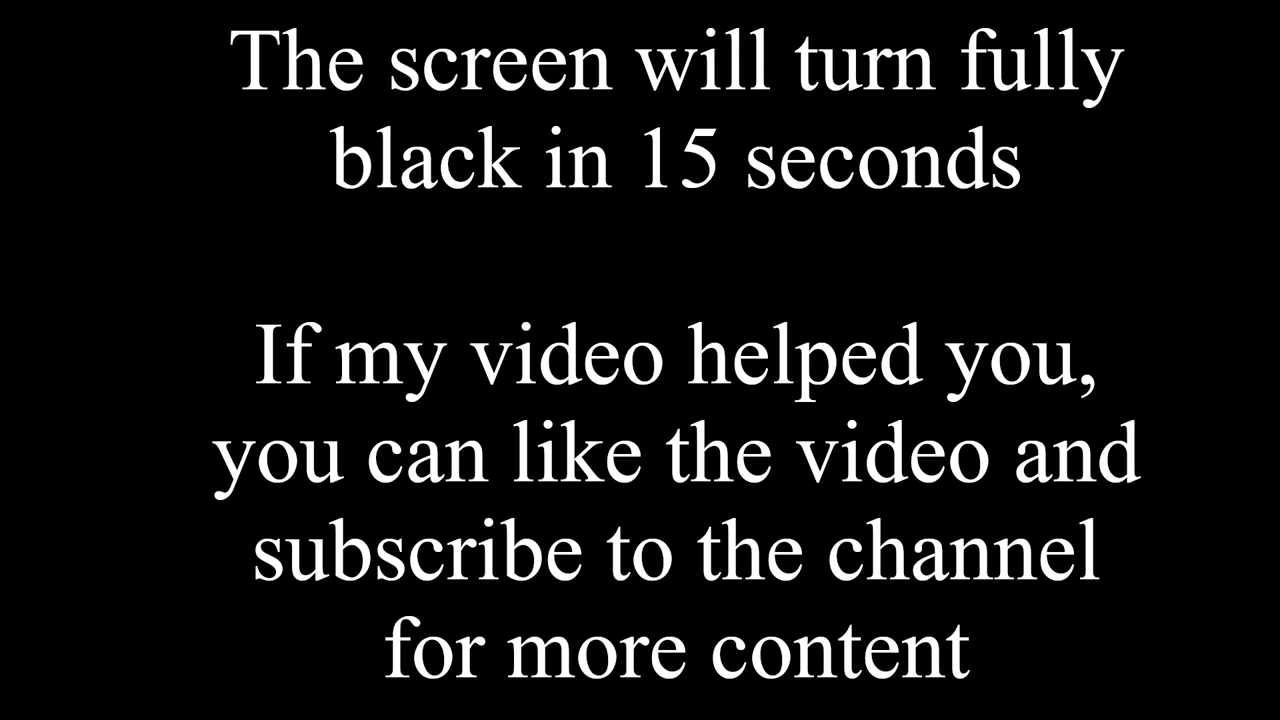 The screen will turn fully
black in 15 seconds
If my video helped you,
you can like the video and
subscribe to the channel
for more content